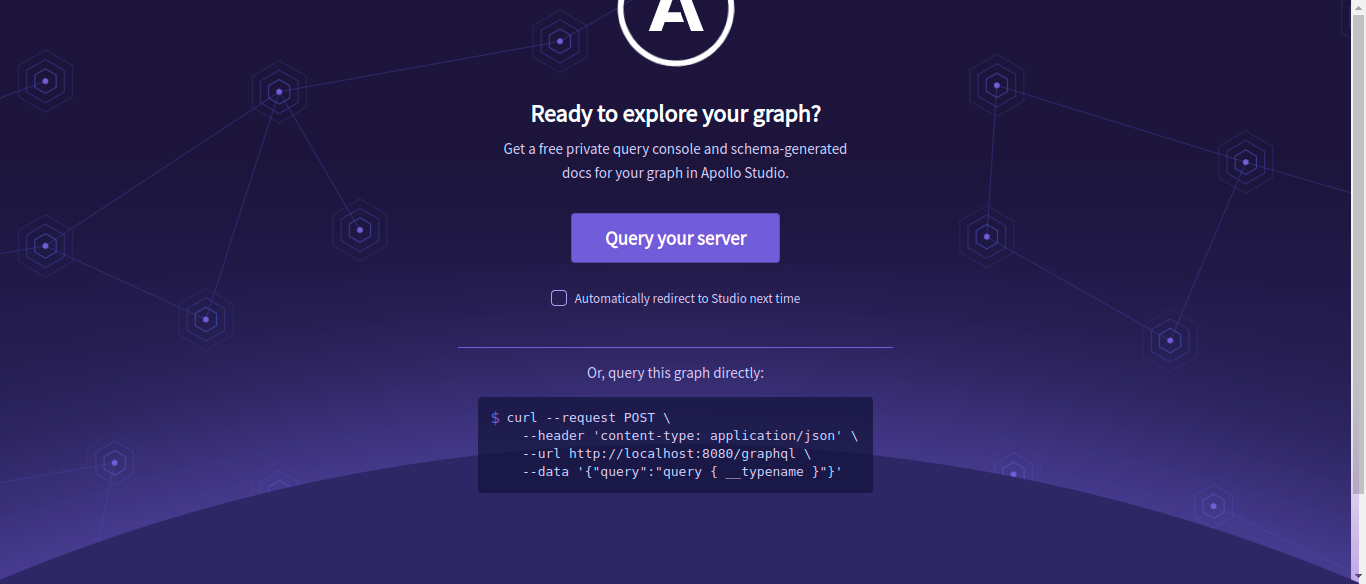 A
Ready to explore your graph?
Get a free private query console and schema-generated
docs for your graph in Apollo Studio.
Query your server
Automatically redirect to Studio next time
Or, query this graph directly:
$ curl --request POST \
--header 'content-type: application/json' \
--url http://localhost:8080/graphql \
--data '{"query":"query { __typename }"}'